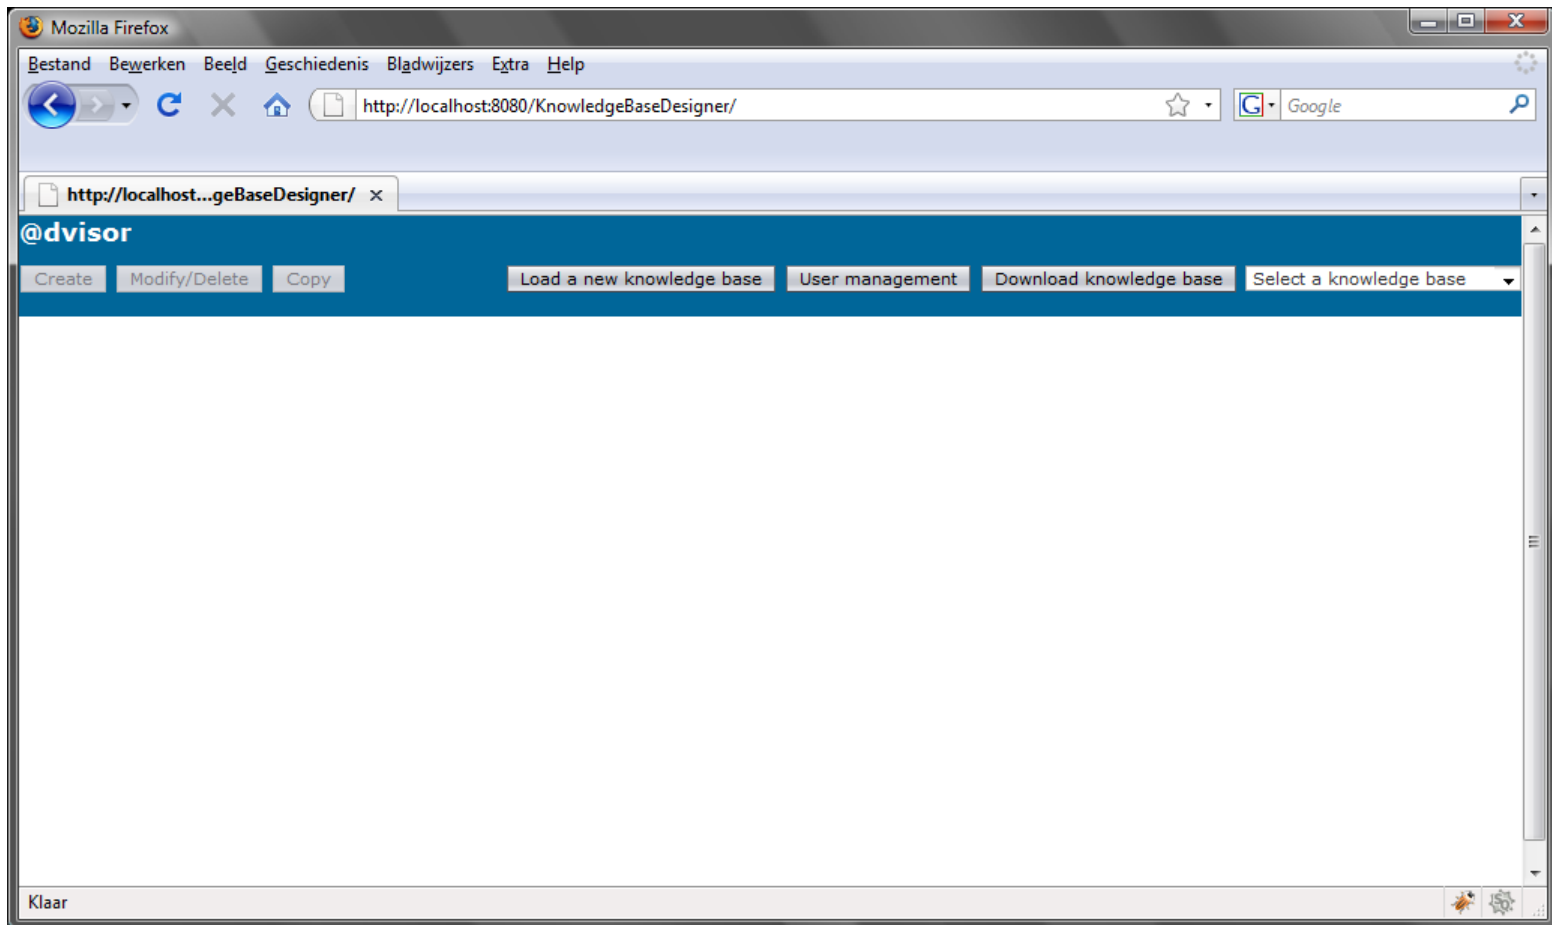 Mozilla Firefox
Bestand Bewerken Beeld Geschiedenis Bladwijzers Extra Help
http://localhost:8080/KnowledgeBaseDesigner/ G Google
http://localhost...geBaseDesigner/
@dvisor
Create Modify/Delete Copy Load a new knowledge base User management Download knowledge base Select a knowledge base
Klaar